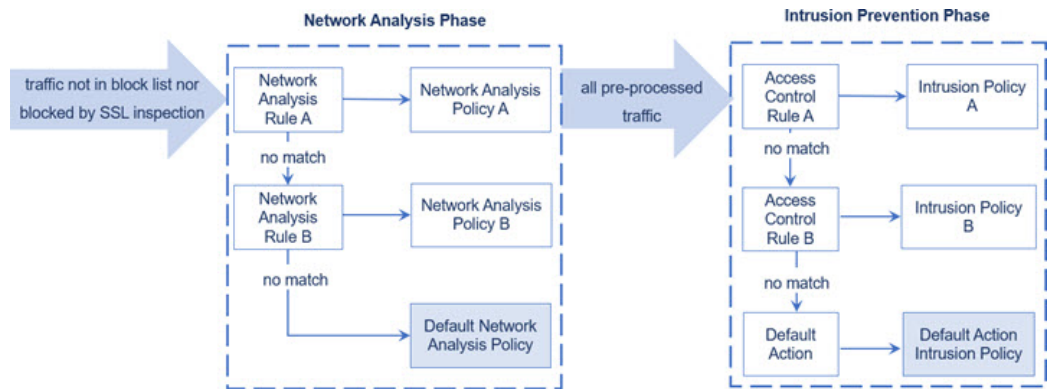 Network Analysis Phase
traffic not in block list nor
blocked by SSL inspection
Network
Analysis
Rule A
Network Analysis
Policy A
no match
Network
Analysis
Rule B
Network Analysis
Policy B
no match
Default Network
Analysis Policy
all pre-processed
traffic
Intrusion Prevention Phase
Access
Control
Rule A
Intrusion Policy
A
no match
Access
Control
Rule B
Intrusion Policy
B
no match
Default
Action
Default Action
Intrusion Policy